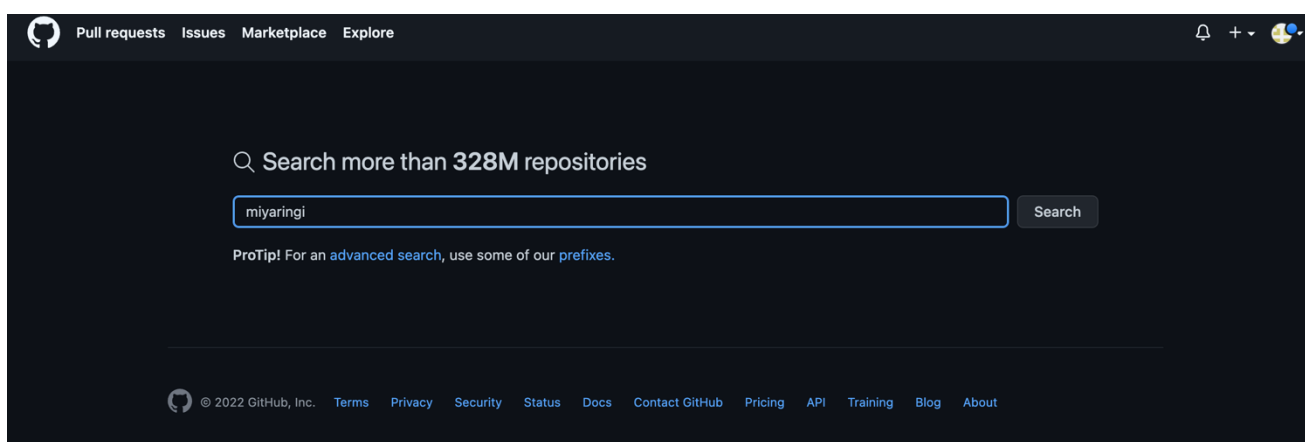 Pull requests Issues Marketplace Explore
Search more than 328M repositories
miyaringi Search
ProTip! For an advanced search, use some of our prefixes.
© 2022 GitHub, Inc. Terms Privacy Security Status Docs Contact GitHub Pricing API Training Blog About